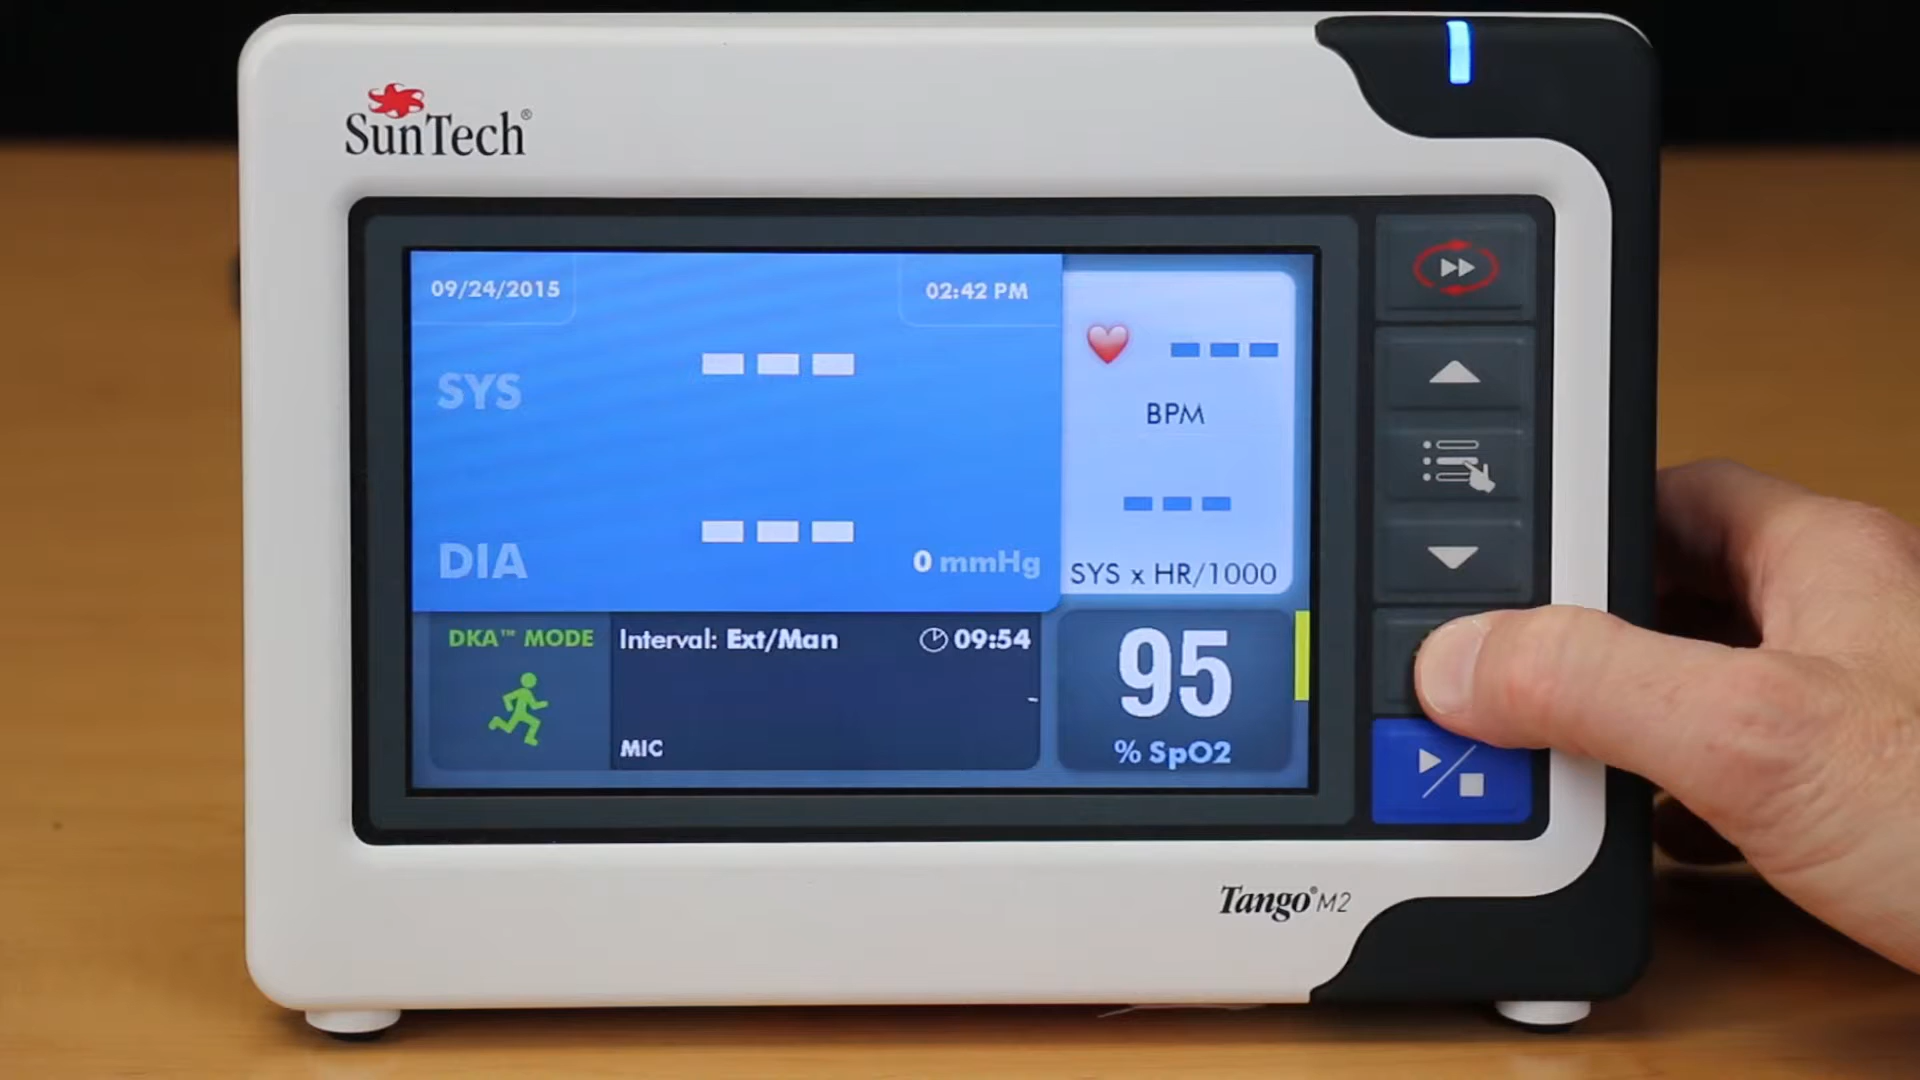 SunTech®
09/24/2015
02:42 PM
SYS
--- 
BPM
---
DIA
---
0 mmHg
---
SYS x HR/1000
DKA™ MODE
Interval: Ext/Man
09:54
-
MIC
95
% SpO2
Tango® M2